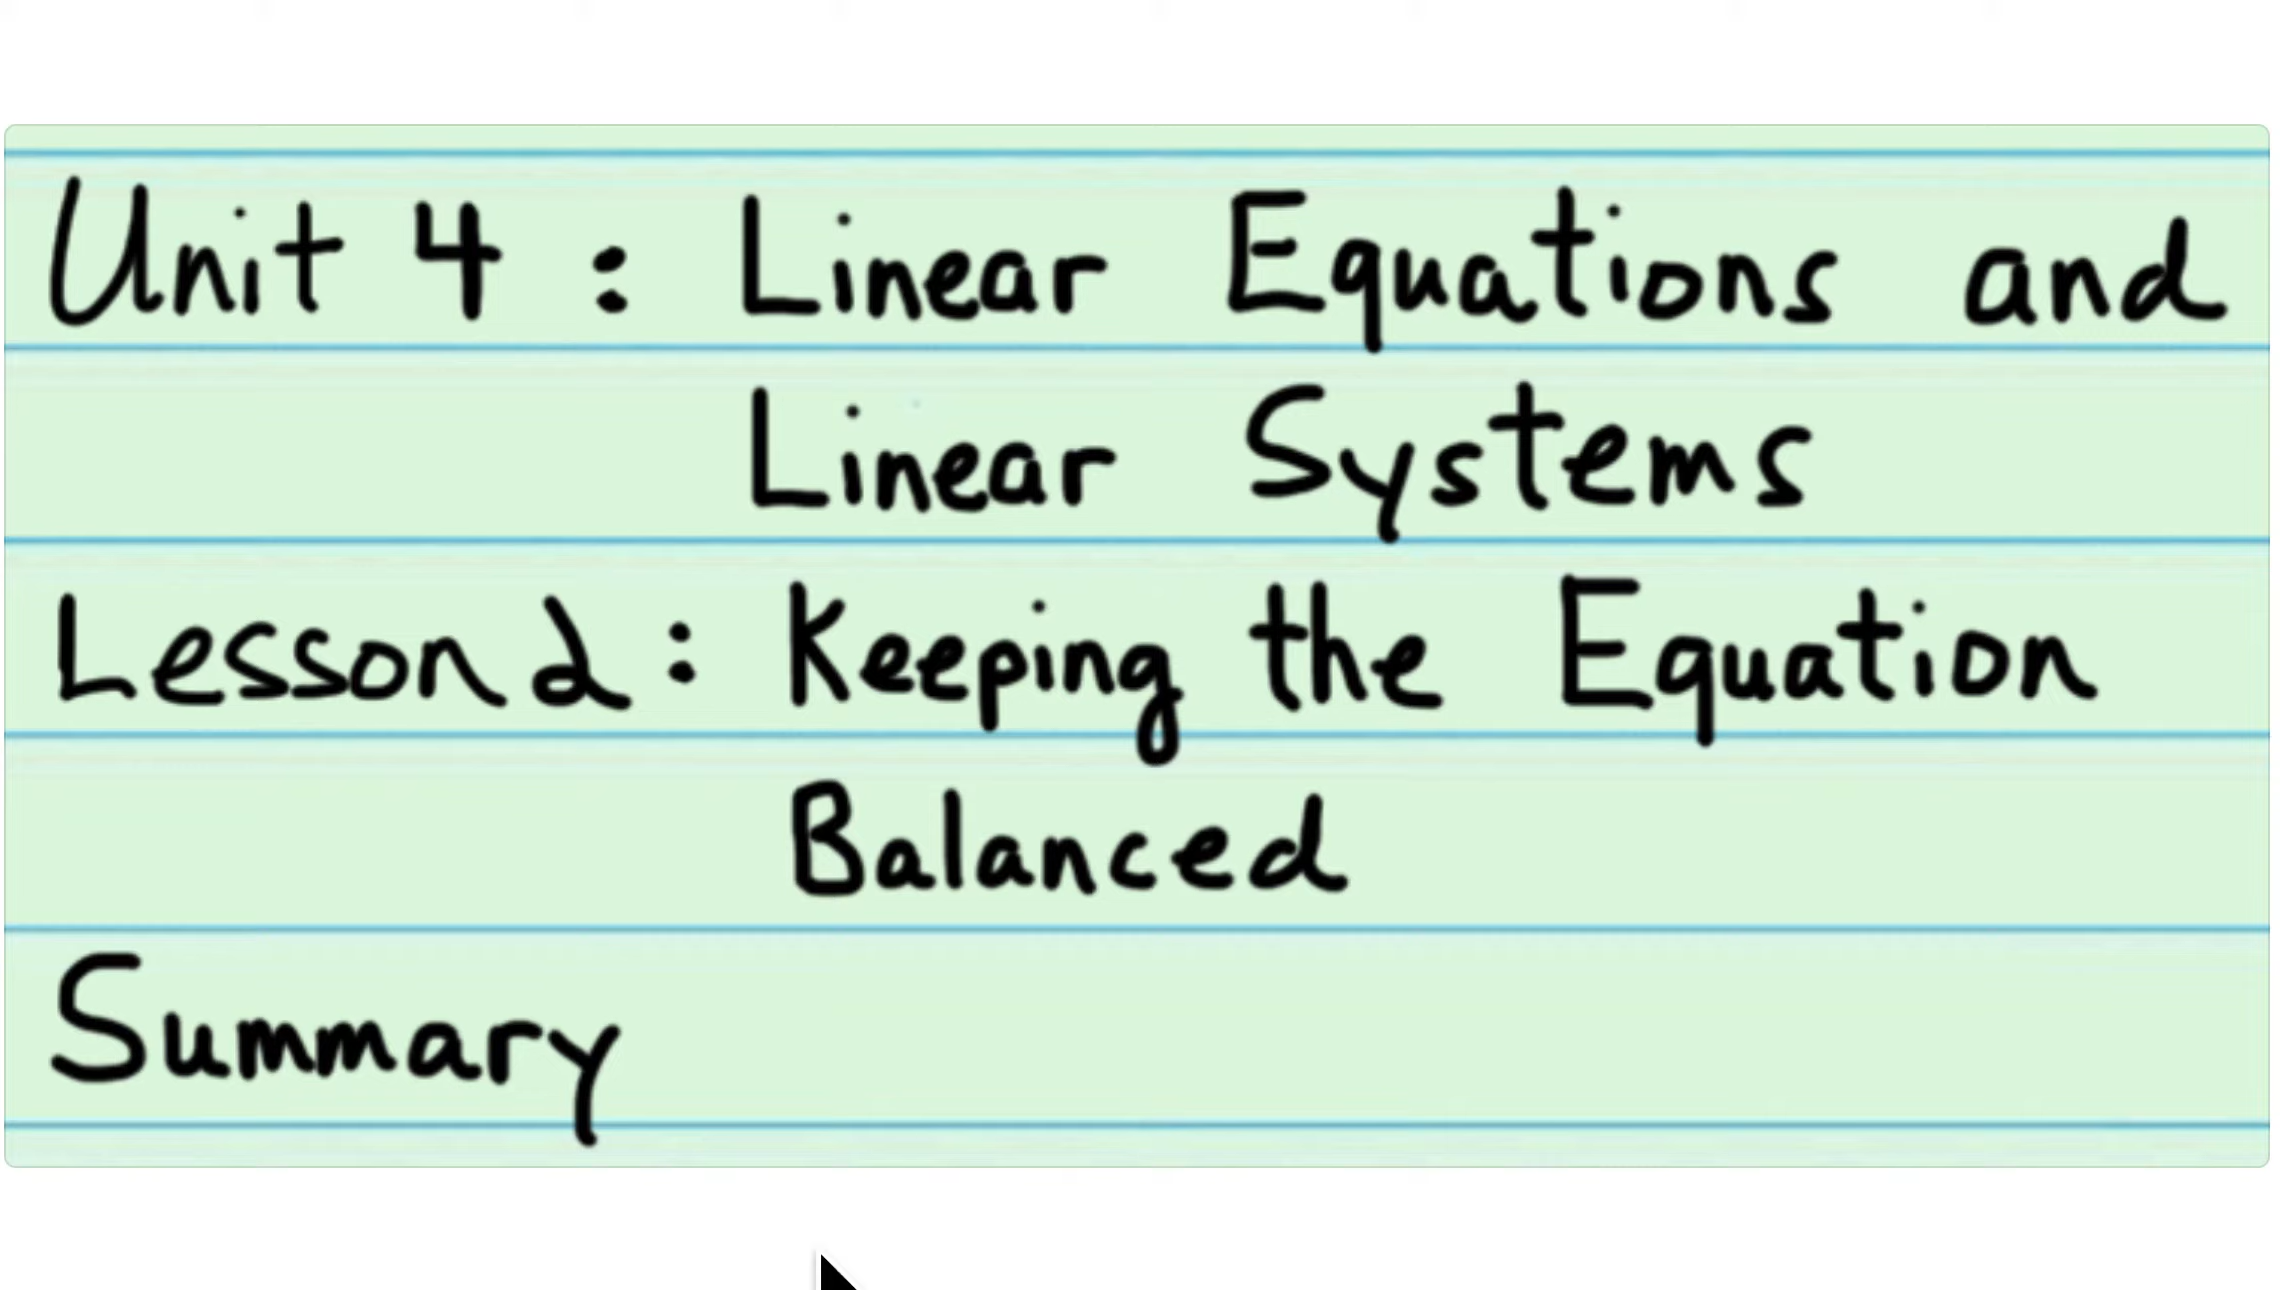 Unit 4 : Linear Equations and
Linear Systems
Lesson 2 : Keeping the Equation
Balanced
Summary